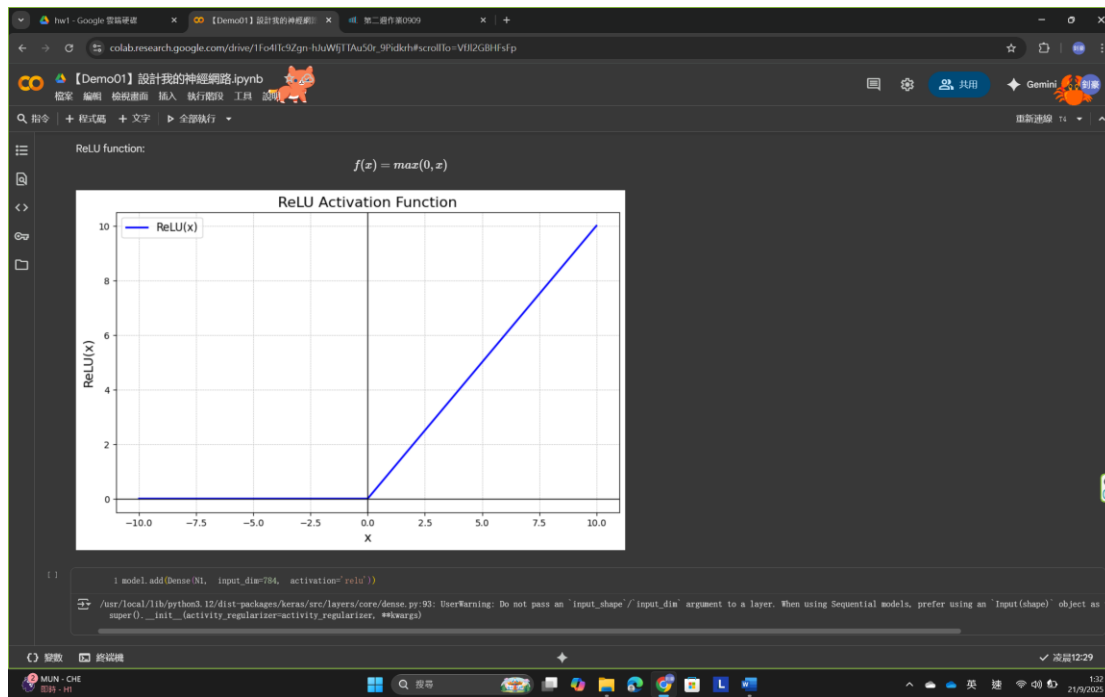 hw1 - Google 雲端硬碟
【Demo01】設計我的神經網路
第二週作業0909
colab.research.google.com/drive/1Fo4ITc9Zgn-hJuWfjTTAu50r_9Pidkrh#scrollTo=VfJl2GBHFsFp
【Demo01】設計我的神經網路.ipynb
檔案 編輯 檢視畫面 插入 執行階段 工具
共用
Gemini
指令 + 程式碼 + 文字 全部執行
重新連線 T4
ReLU function:
f(x) = max(0, x)
ReLU Activation Function
ReLU(x)
10
8
6
4
2
0
ReLU(x)
−10.0 −7.5 −5.0 −2.5 0.0 2.5 5.0 7.5 10.0
x
[ ]
1 model.add(Dense(N1, input_dim=784, activation='relu'))
/usr/local/lib/python3.12/dist-packages/keras/src/layers/core/dense.py:93: UserWarning: Do not pass an `input_shape`/`input_dim` argument to a layer. When using Sequential models, prefer using an `Input(shape)` object as
super().__init__(activity_regularizer=activity_regularizer, **kwargs)
變數 終端機
凌晨12:29
2
MUN - CHE
即時 - H1
搜尋
英
速
1:32
21/9/2025